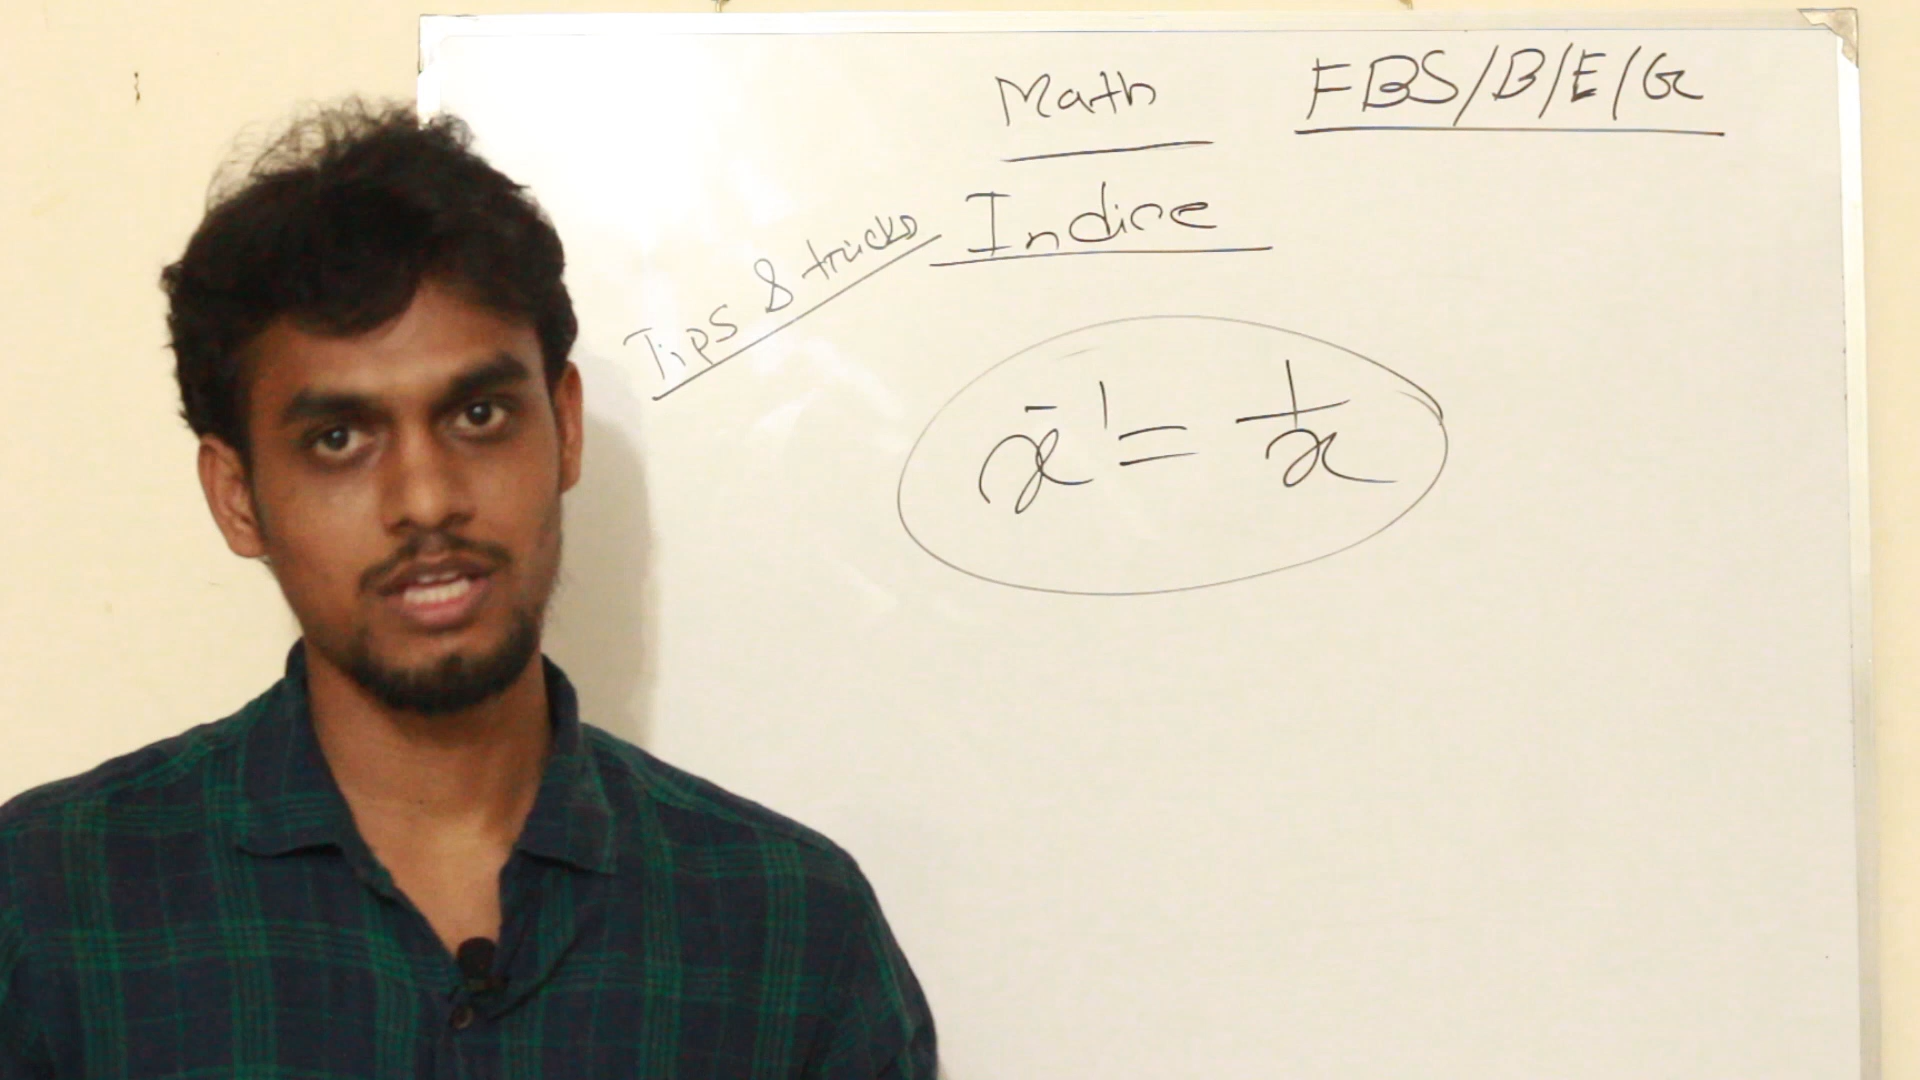 Math FBS/B/E/G
Indice
Tips & tricks
x⁻¹ = 1/x